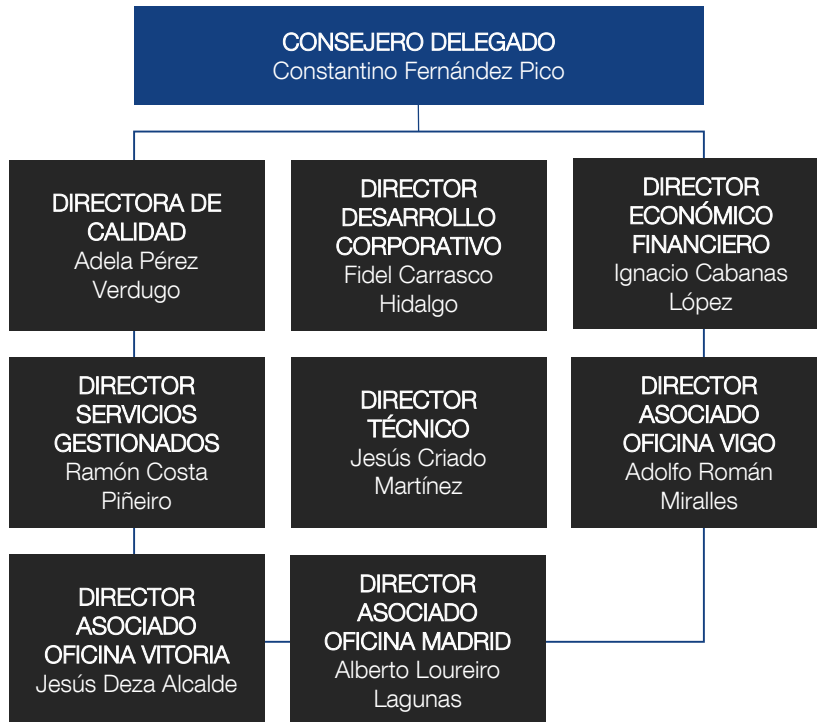 CONSEJERO DELEGADO
Constantino Fernández Pico
DIRECTORA DE
CALIDAD
Adela Pérez
Verdugo
DIRECTOR
DESARROLLO
CORPORATIVO
Fidel Carrasco
Hidalgo
DIRECTOR
ECONÓMICO
FINANCIERO
Ignacio Cabanas
López
DIRECTOR
SERVICIOS
GESTIONADOS
Ramón Costa
Piñeiro
DIRECTOR
TÉCNICO
Jesús Criado
Martínez
DIRECTOR
ASOCIADO
OFICINA VIGO
Adolfo Román
Miralles
DIRECTOR
ASOCIADO
OFICINA VITORIA
Jesús Deza Alcalde
DIRECTOR
ASOCIADO
OFICINA MADRID
Alberto Loureiro
Lagunas